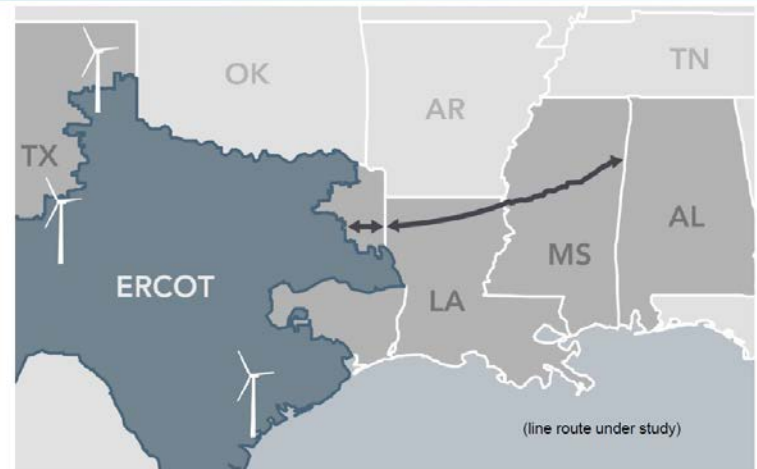 OK
TN
AR
TX
AL
MS
ERCOT
LA
(line route under study)